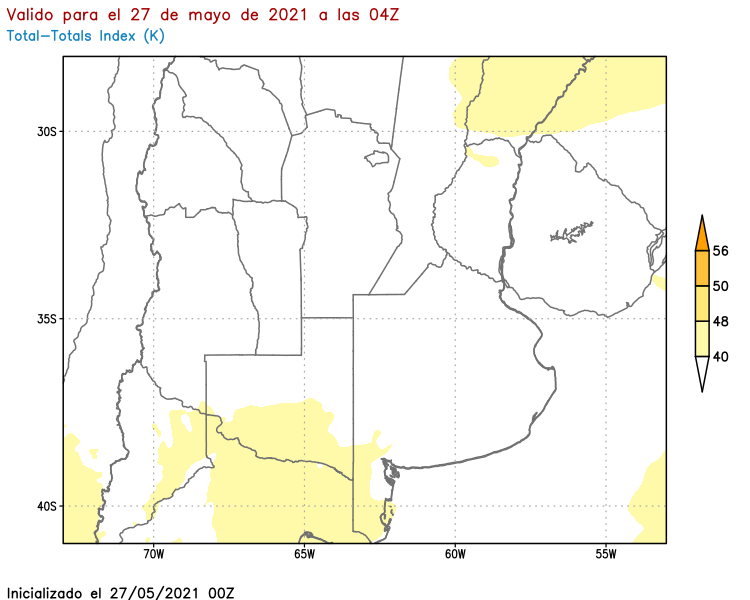 Valido para el 27 de mayo de 2021 a las 04Z
Total-Totals Index (K)
30S
35S
40S
70W
65W
60W
55W
56
50
48
40
Inicializado el 27/05/2021 00Z